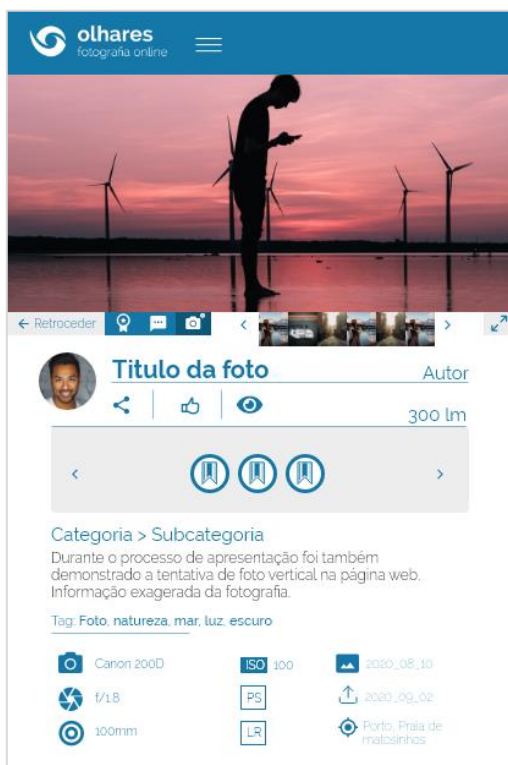 olhares
fotografia online
Retroceder
Titulo da foto
Autor
300 lm
Categoria > Subcategoria
Durante o processo de apresentação foi também
demonstrado a tentativa de foto vertical na página web.
Informação exagerada da fotografia.
Tag: Foto, natureza, mar, luz, escuro
Canon 200D
ISO 100
2020_08_10
f/1.8
PS
2020_09_02
100mm
LR
Porto, Praia de
matosinhos